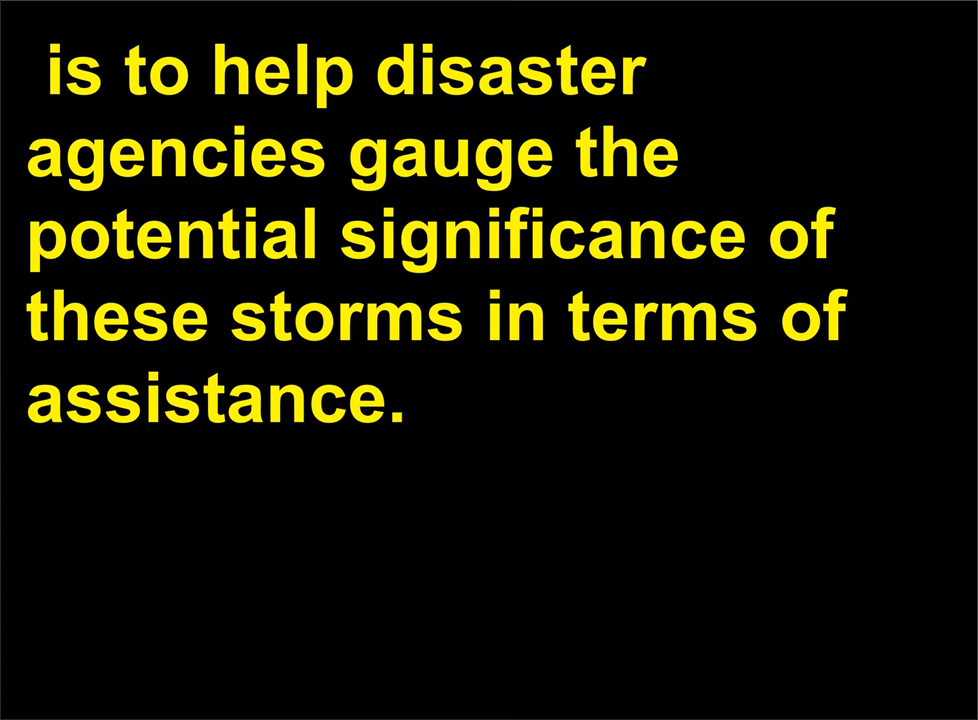 is to help disaster
agencies gauge the
potential significance of
these storms in terms of
assistance.